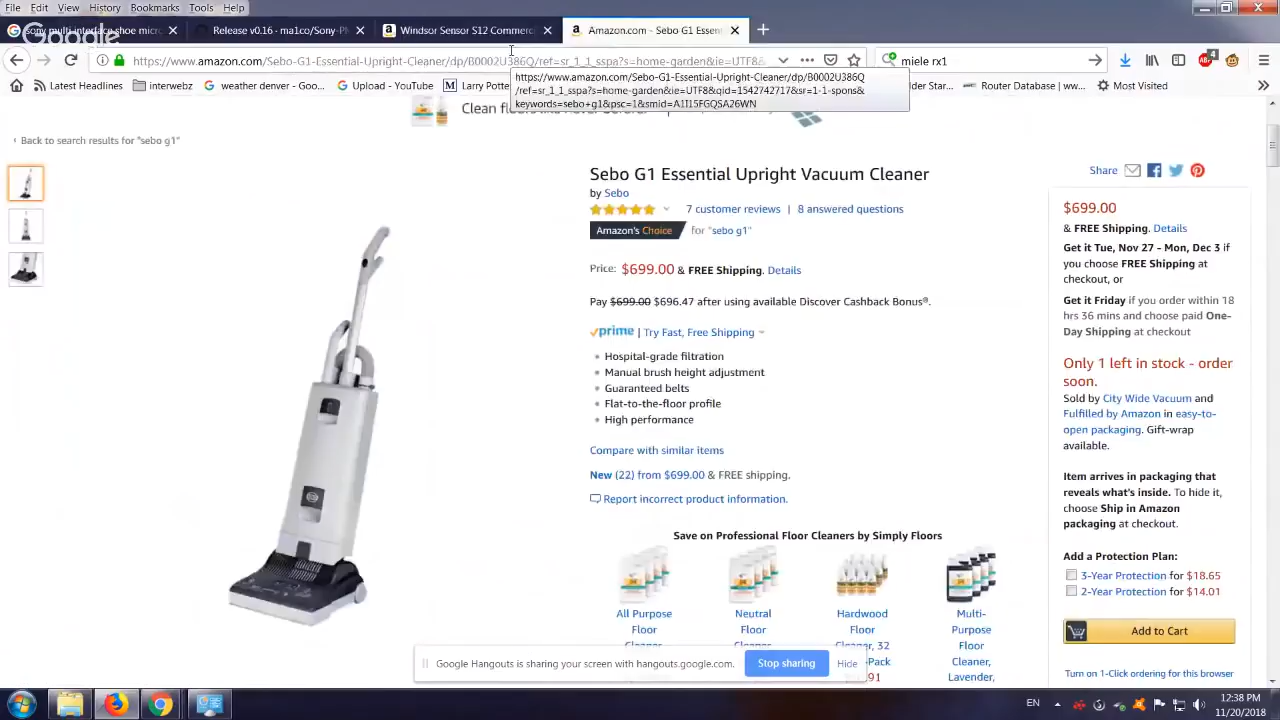 File Edit View History Bookmarks Tools Help
Google
sony multi interface shoe micro
Release v0.16 · ma1co/Sony-P
Windsor Sensor S12 Commerc
Amazon.com - Sebo G1 Essen
https://www.amazon.com/Sebo-G1-Essential-Upright-Cleaner/dp/B0002U386Q/ref=sr_1_1_sspa?s=home-garden&ie=UTF8&
miele rx1
4
Latest Headlines
interwebz
weather denver - Goo
Google
Upload - YouTube
Larry Potter
der Star...
Router Database :: w...
Most Visited
https://www.amazon.com/Sebo-G1-Essential-Upright-Cleaner/dp/B0002U386Q
/ref=sr_1_1_sspa?s=home-garden&ie=UTF8&qid=1542742717&sr=1-1-spons&
keywords=sebo+g1&psc=1&smid=A1I15FGQSA26WN
‹ Back to search results for "sebo g1"
Sebo G1 Essential Upright Vacuum Cleaner
by Sebo
7 customer reviews | 8 answered questions
Amazon's Choice for "sebo g1"
Price: $699.00 & FREE Shipping. Details
Pay $699.00 $696.47 after using available Discover Cashback Bonus®.
prime | Try Fast, Free Shipping
Hospital-grade filtration
Manual brush height adjustment
Guaranteed belts
Flat-to-the-floor profile
High performance
Compare with similar items
New (22) from $699.00 & FREE shipping.
Report incorrect product information.
Save on Professional Floor Cleaners by Simply Floors
All Purpose
Floor
Cleaner
Neutral
Floor
Cleaner
Hardwood
Floor
Cleaner, 32
-Pack
91
Multi-
Purpose
Floor
Cleaner,
Lavender,
Share
$699.00
& FREE Shipping. Details
Get it Tue, Nov 27 - Mon, Dec 3 if
you choose FREE Shipping at
checkout, or
Get it Friday if you order within 18
hrs 36 mins and choose paid One-
Day Shipping at checkout
Only 1 left in stock - order
soon.
Sold by City Wide Vacuum and
Fulfilled by Amazon in easy-to-
open packaging. Gift-wrap
available.
Item arrives in packaging that
reveals what's inside. To hide it,
choose Ship in Amazon
packaging at checkout.
Add a Protection Plan:
3-Year Protection for $18.65
2-Year Protection for $14.01
Add to Cart
Turn on 1-Click ordering for this browser
Google Hangouts is sharing your screen with hangouts.google.com.
Stop sharing
Hide
EN
12:38 PM
11/20/2018